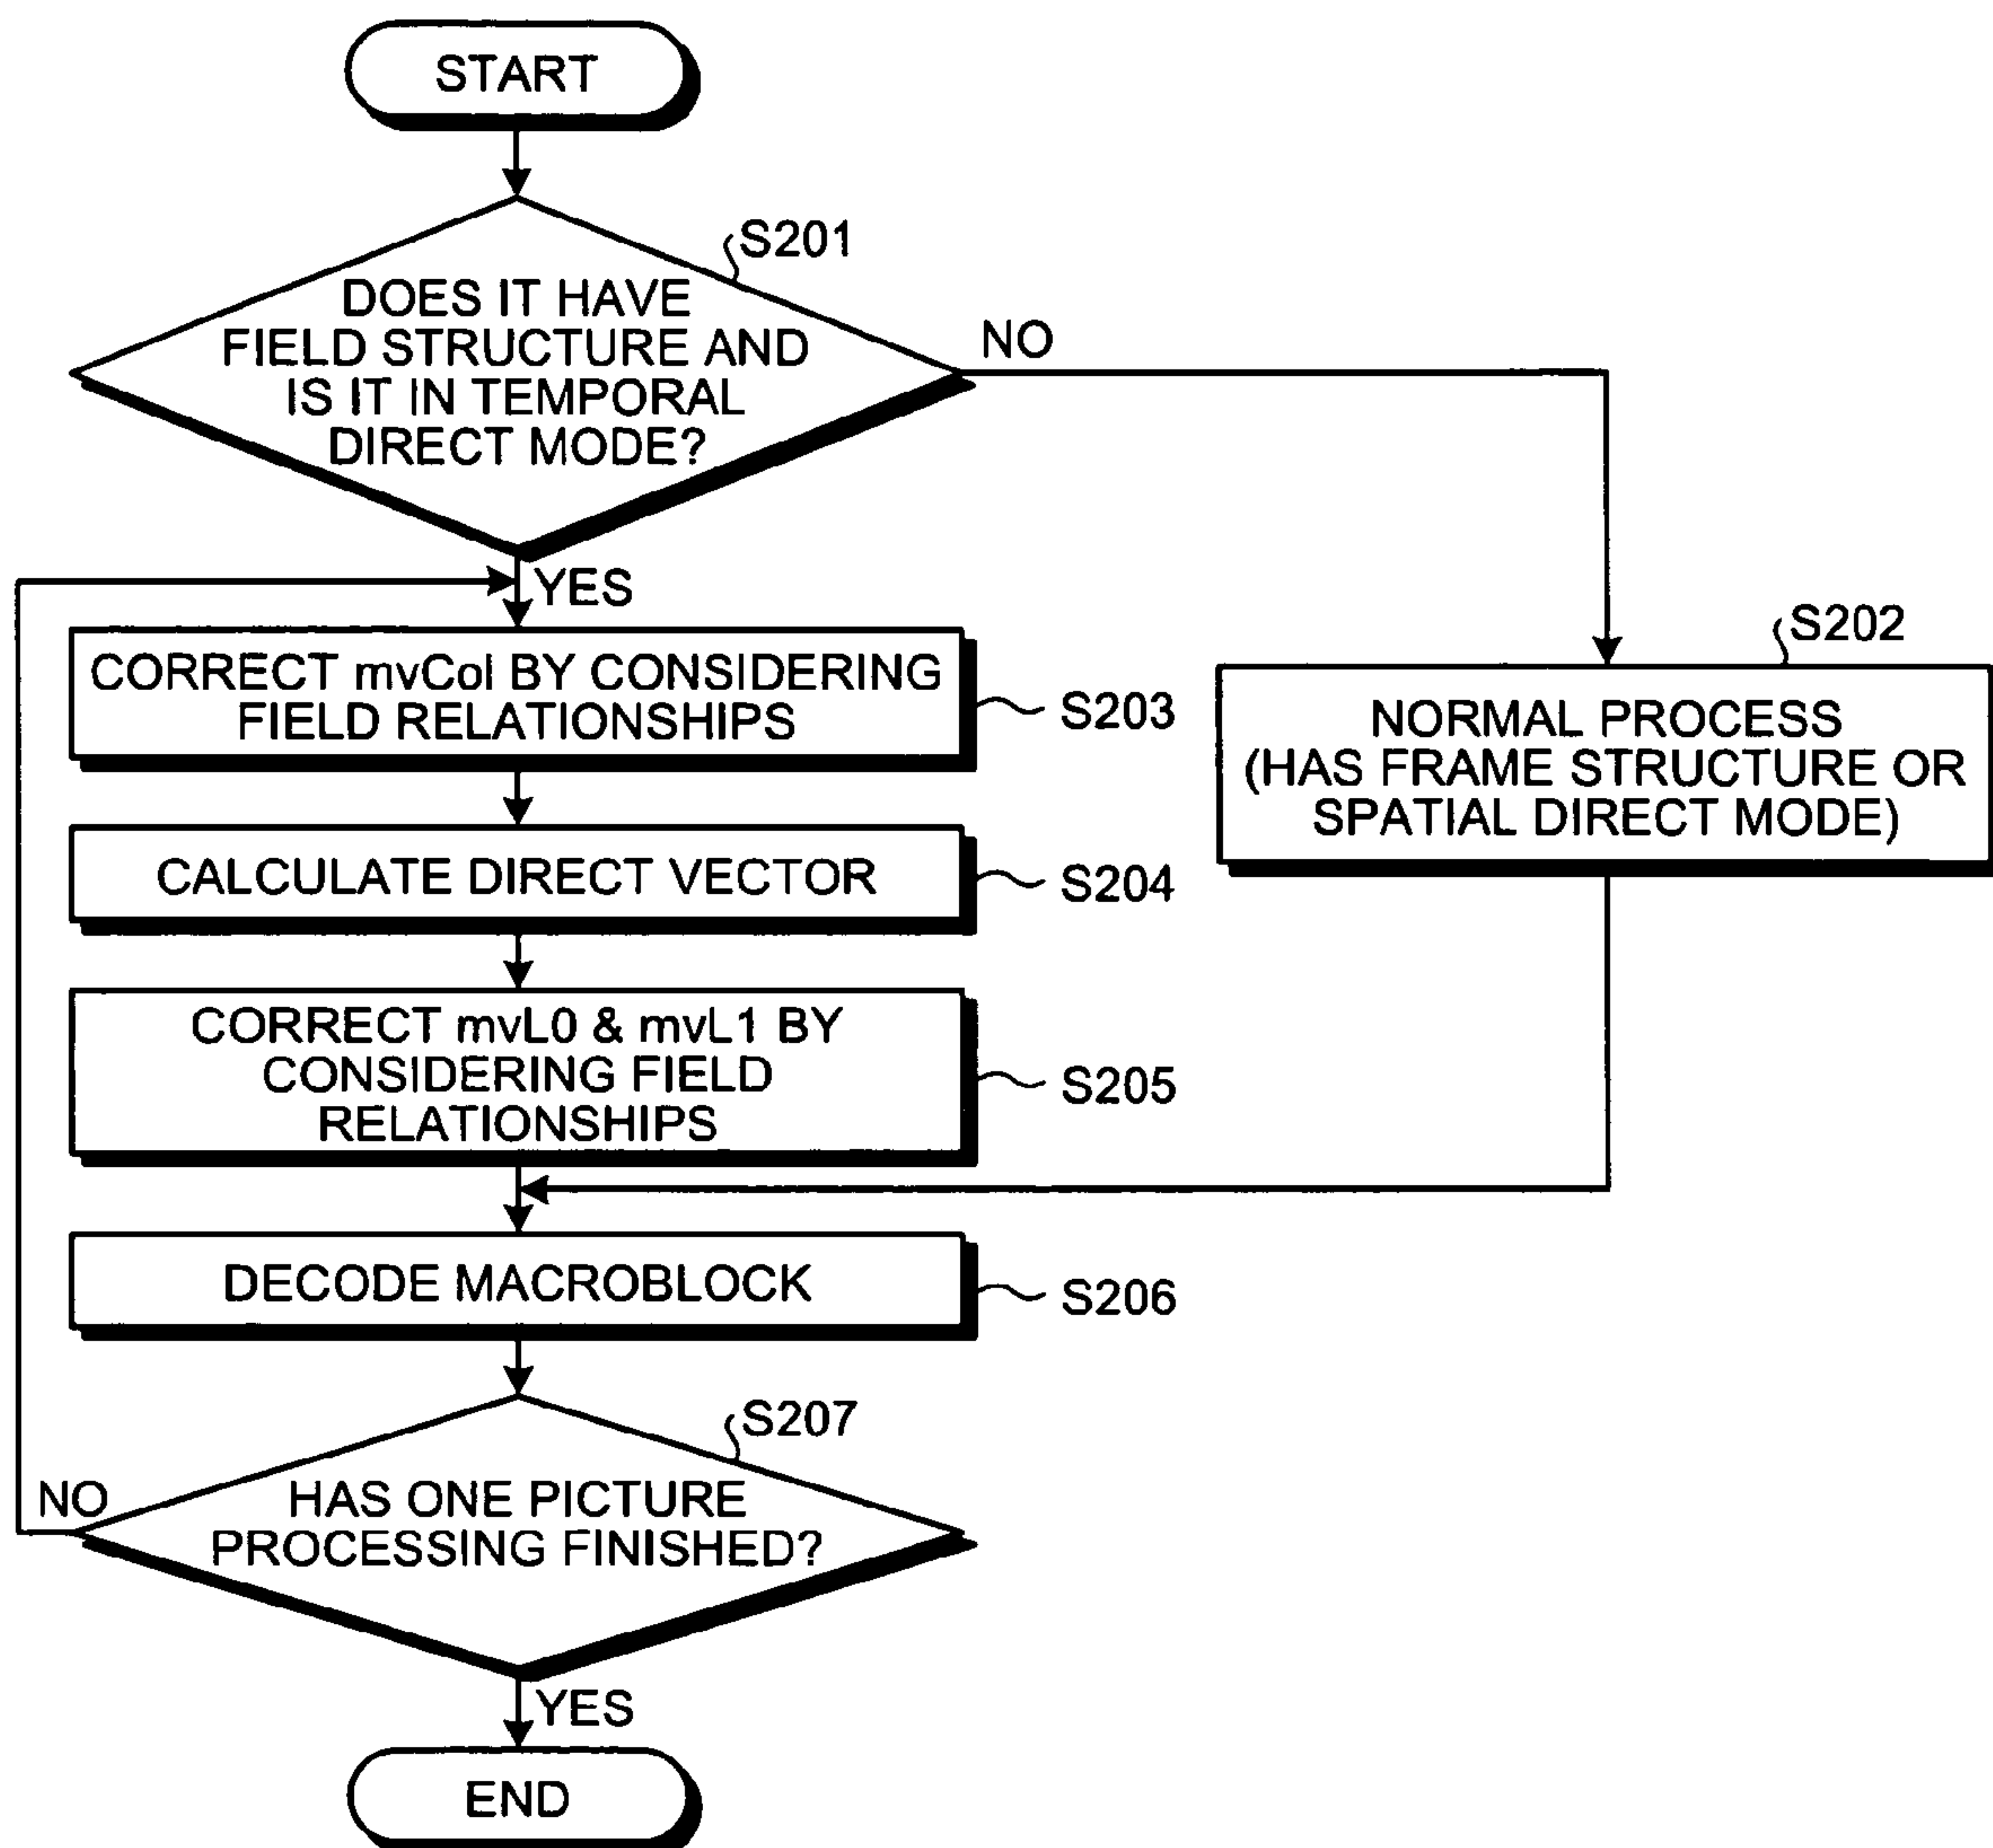 START
S201
DOES IT HAVE
FIELD STRUCTURE AND
IS IT IN TEMPORAL
DIRECT MODE?
NO
YES
CORRECT mvCol BY CONSIDERING
FIELD RELATIONSHIPS
S203
S202
NORMAL PROCESS
(HAS FRAME STRUCTURE OR
SPATIAL DIRECT MODE)
CALCULATE DIRECT VECTOR
S204
CORRECT mvL0 & mvL1 BY
CONSIDERING FIELD
RELATIONSHIPS
S205
DECODE MACROBLOCK
S206
S207
HAS ONE PICTURE
PROCESSING FINISHED?
NO
YES
END